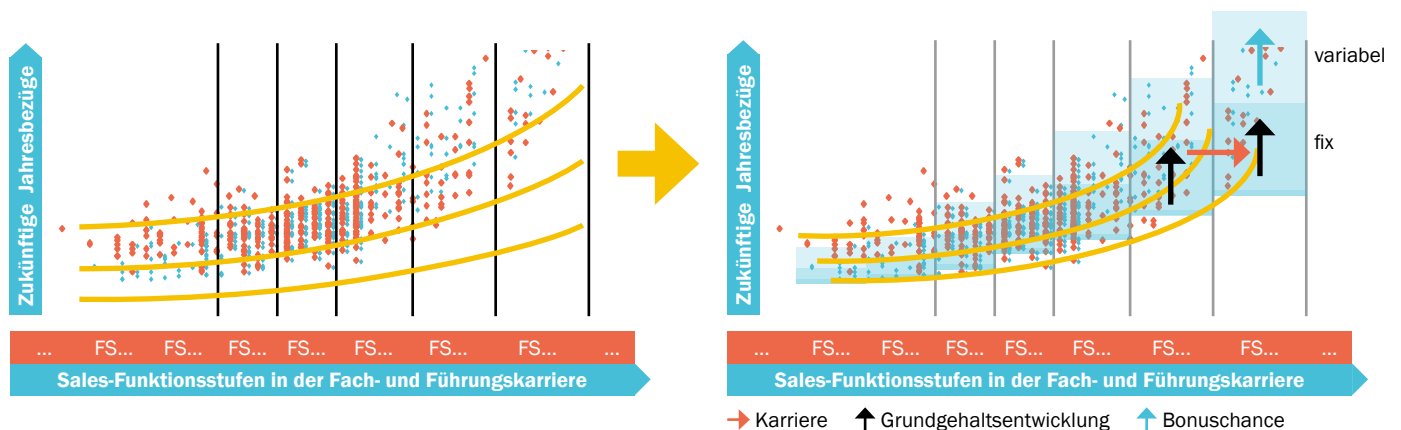 Zukünftige Jahresbezüge
... FS... FS... FS... FS... FS... FS... FS... ...
Sales-Funktionsstufen in der Fach- und Führungskarriere
Zukünftige Jahresbezüge
variabel
fix
... FS... FS... FS... FS... FS... FS... FS... ...
Sales-Funktionsstufen in der Fach- und Führungskarriere
Karriere Grundgehaltsentwicklung Bonuschance